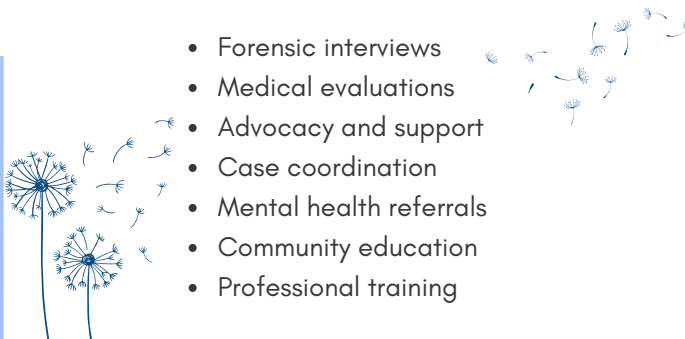 • Forensic interviews
• Medical evaluations
• Advocacy and support
• Case coordination
• Mental health referrals
• Community education
• Professional training